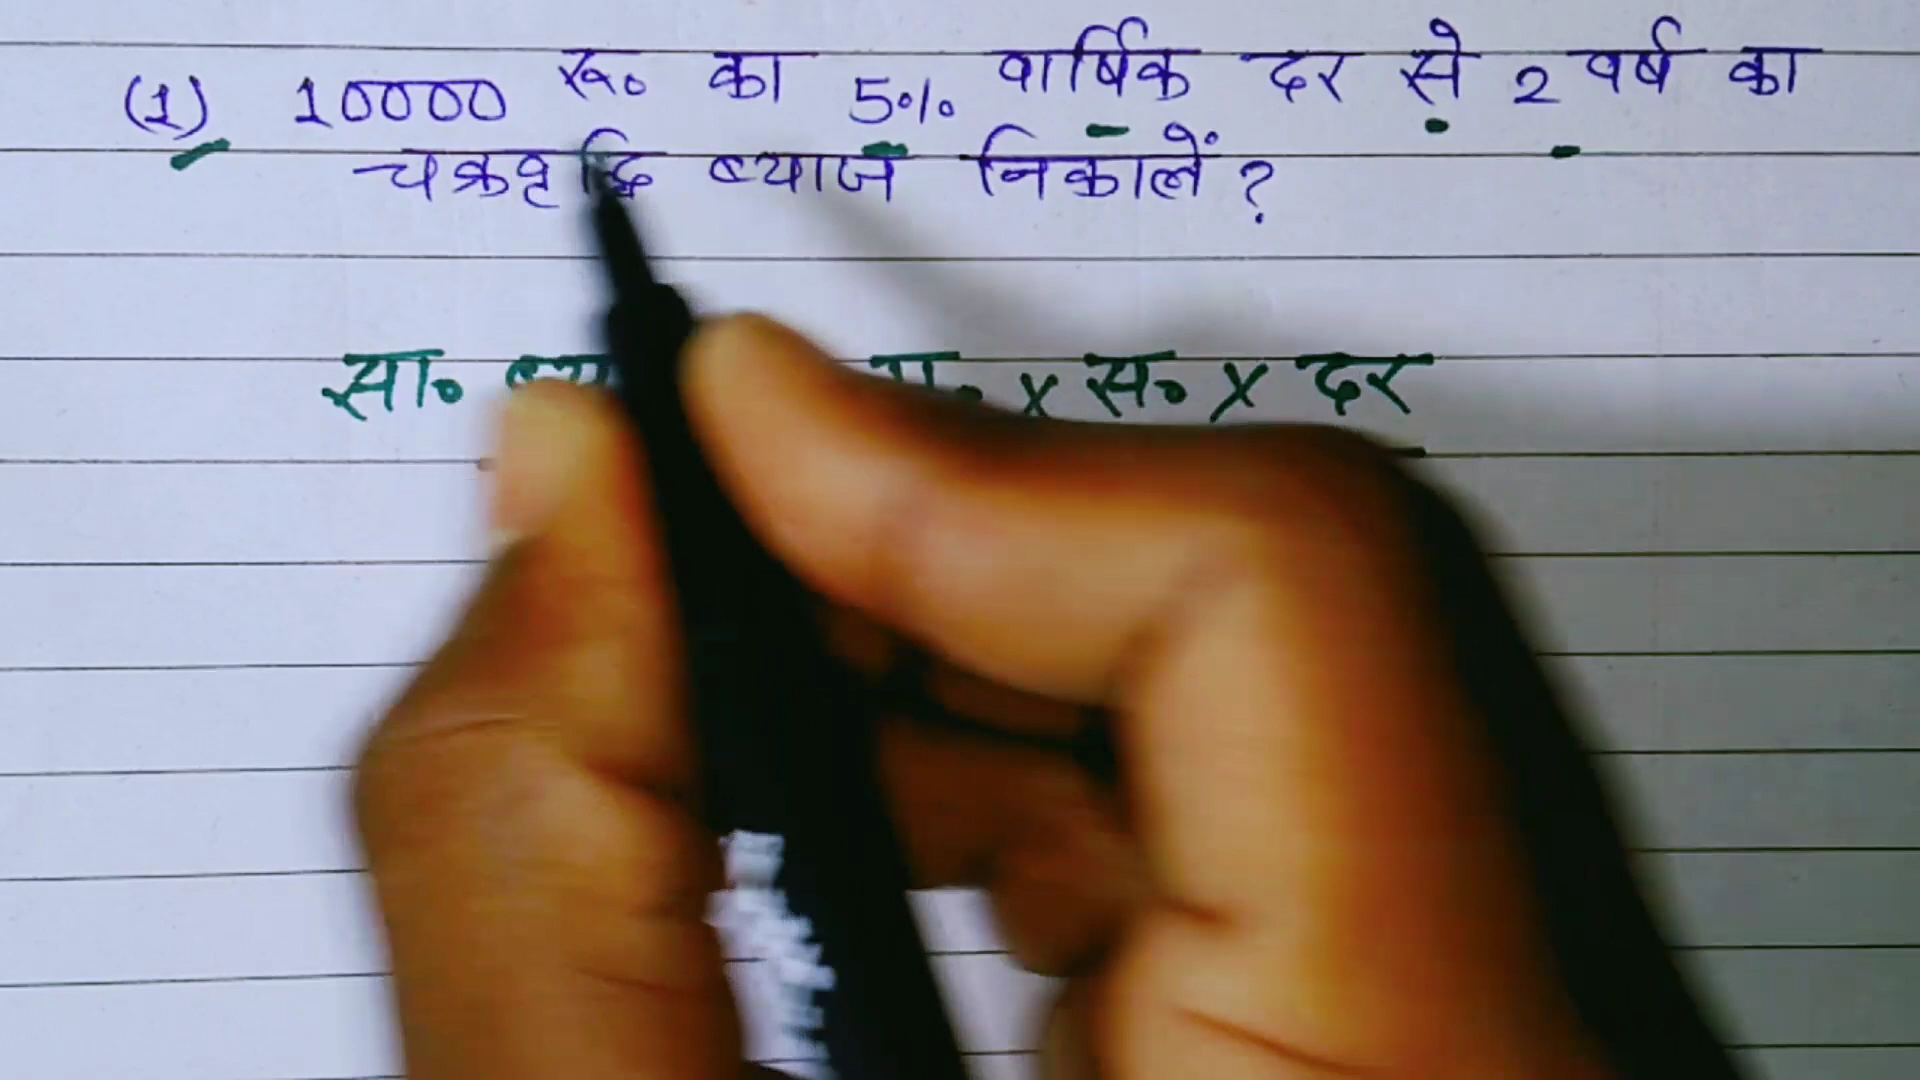 (1) 10000 रू० का 5% वार्षिक दर से 2 वर्ष का
चक्रवृद्धि ब्याज निकालें ?
सा० × स० × दर